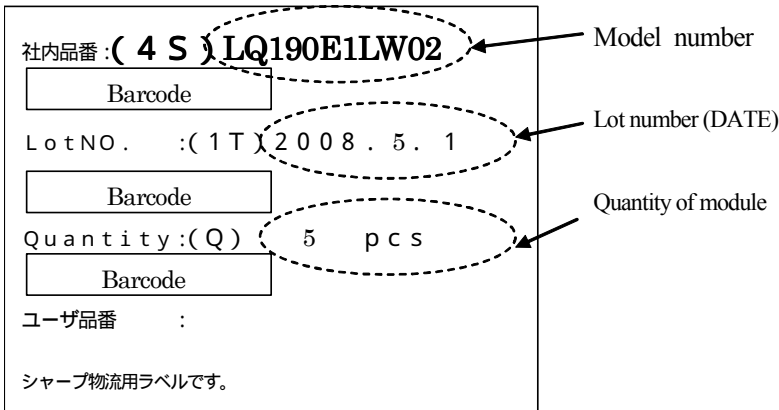 社内品番:(4S)LQ190E1LW02
Model number
Barcode
LotNO. :(1T)2008.5.1
Lot number (DATE)
Barcode
Quantity of module
Quantity:(Q) 5 pcs
Barcode
ユーザ品番 :
シャープ物流用ラベルです。